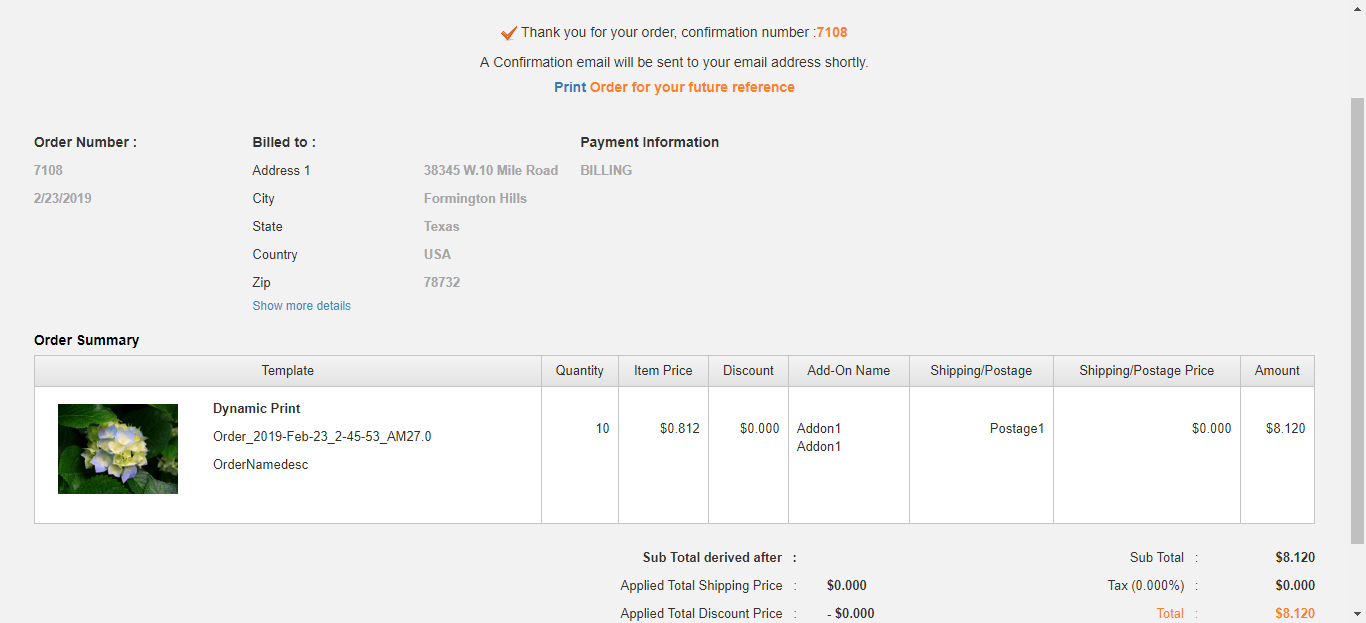 Thank you for your order, confirmation number :7108
A Confirmation email will be sent to your email address shortly.
Print Order for your future reference
Order Number :
7108
2/23/2019
Billed to :
Address 1 38345 W.10 Mile Road
City Formington Hills
State Texas
Country USA
Zip 78732
Show more details
Payment Information
BILLING
Order Summary
Template Quantity Item Price Discount Add-On Name Shipping/Postage Shipping/Postage Price Amount
Dynamic Print
Order_2019-Feb-23_2-45-53_AM27.0
OrderNamedesc
10 $0.812 $0.000 Addon1 Postage1 $0.000 $8.120
Addon1
Sub Total derived after :
Applied Total Shipping Price : $0.000
Applied Total Discount Price : - $0.000
Sub Total : $8.120
Tax (0.000%) : $0.000
Total : $8.120